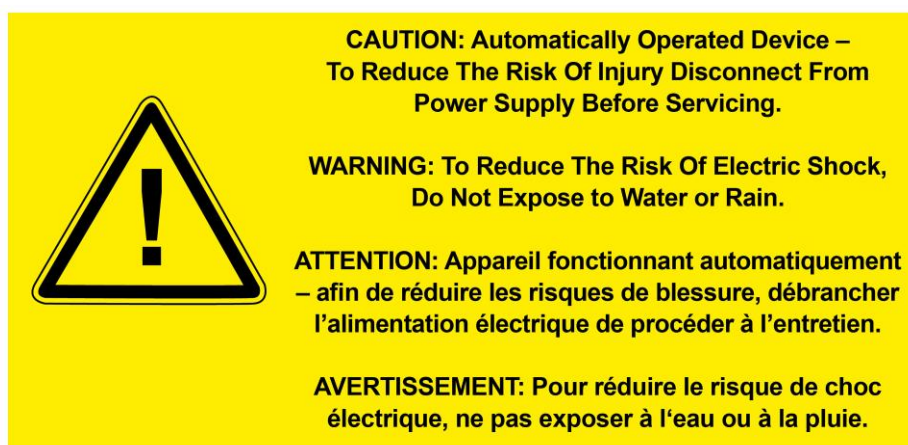 CAUTION: Automatically Operated Device –
To Reduce The Risk Of Injury Disconnect From
Power Supply Before Servicing.
WARNING: To Reduce The Risk Of Electric Shock,
Do Not Expose to Water or Rain.
ATTENTION: Appareil fonctionnant automatiquement
– afin de réduire les risques de blessure, débrancher
l’alimentation électrique de procéder à l’entretien.
AVERTISSEMENT: Pour réduire le risque de choc
électrique, ne pas exposer à l‘eau ou à la pluie.